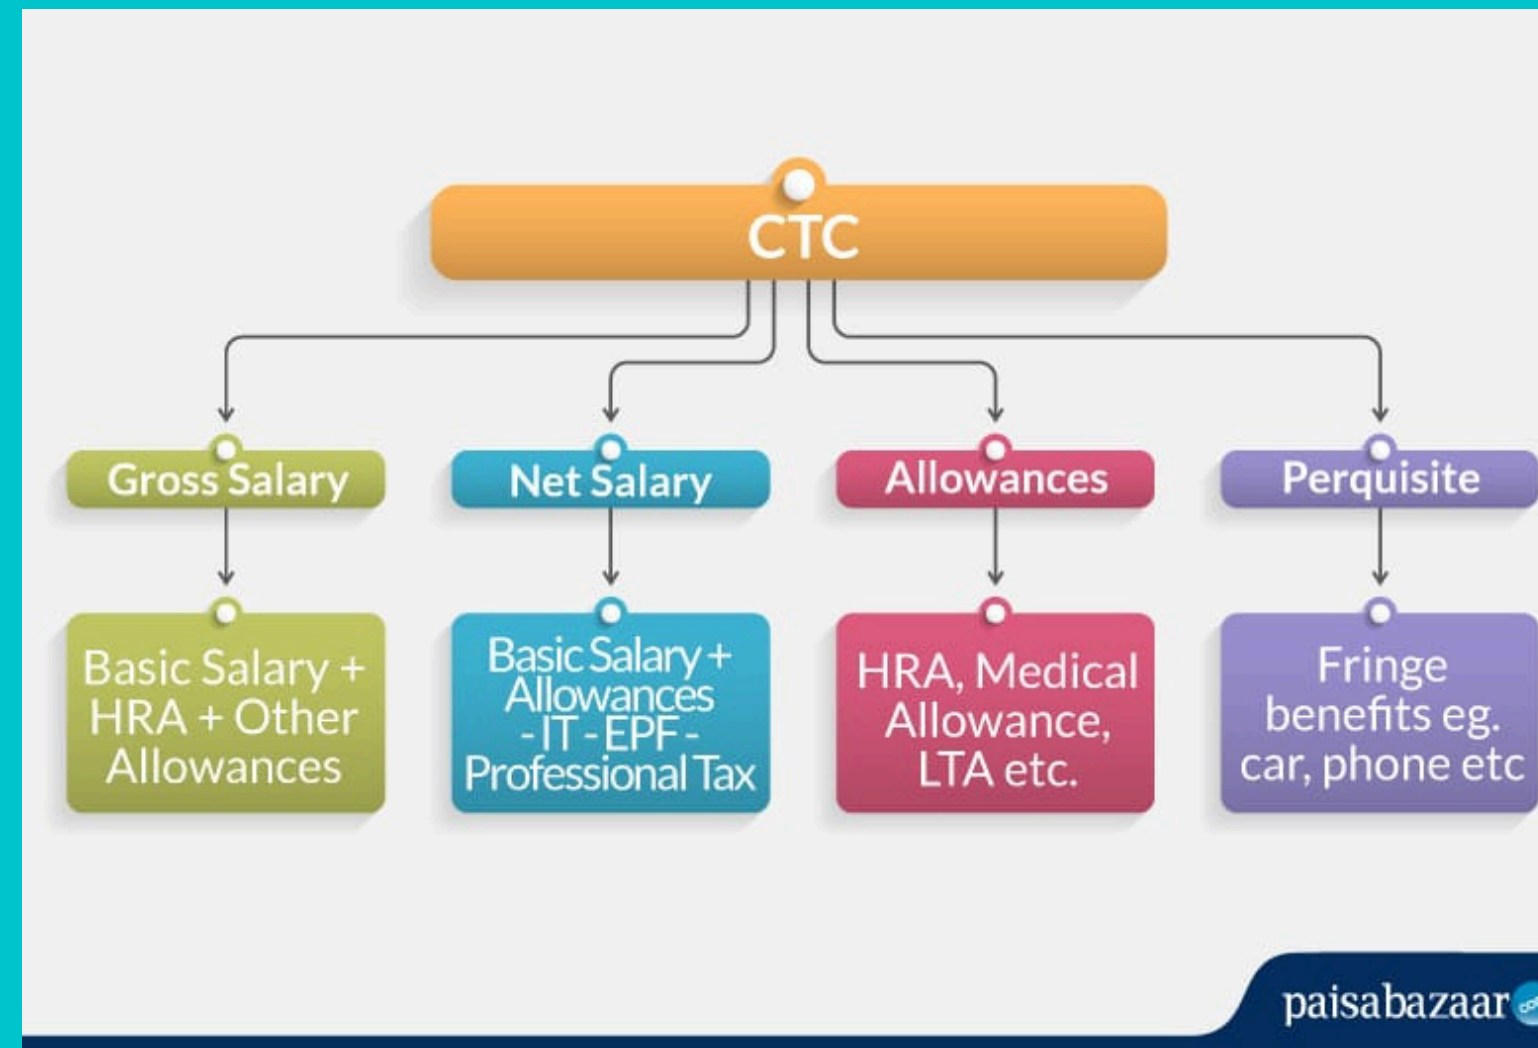 CTC
Gross Salary
Net Salary
Allowances
Perquisite
Basic Salary +
HRA + Other
Allowances
Basic Salary +
Allowances
- IT - EPF -
Professional Tax
HRA, Medical
Allowance,
LTA etc.
Fringe
benefits eg.
car, phone etc
paisabazaar